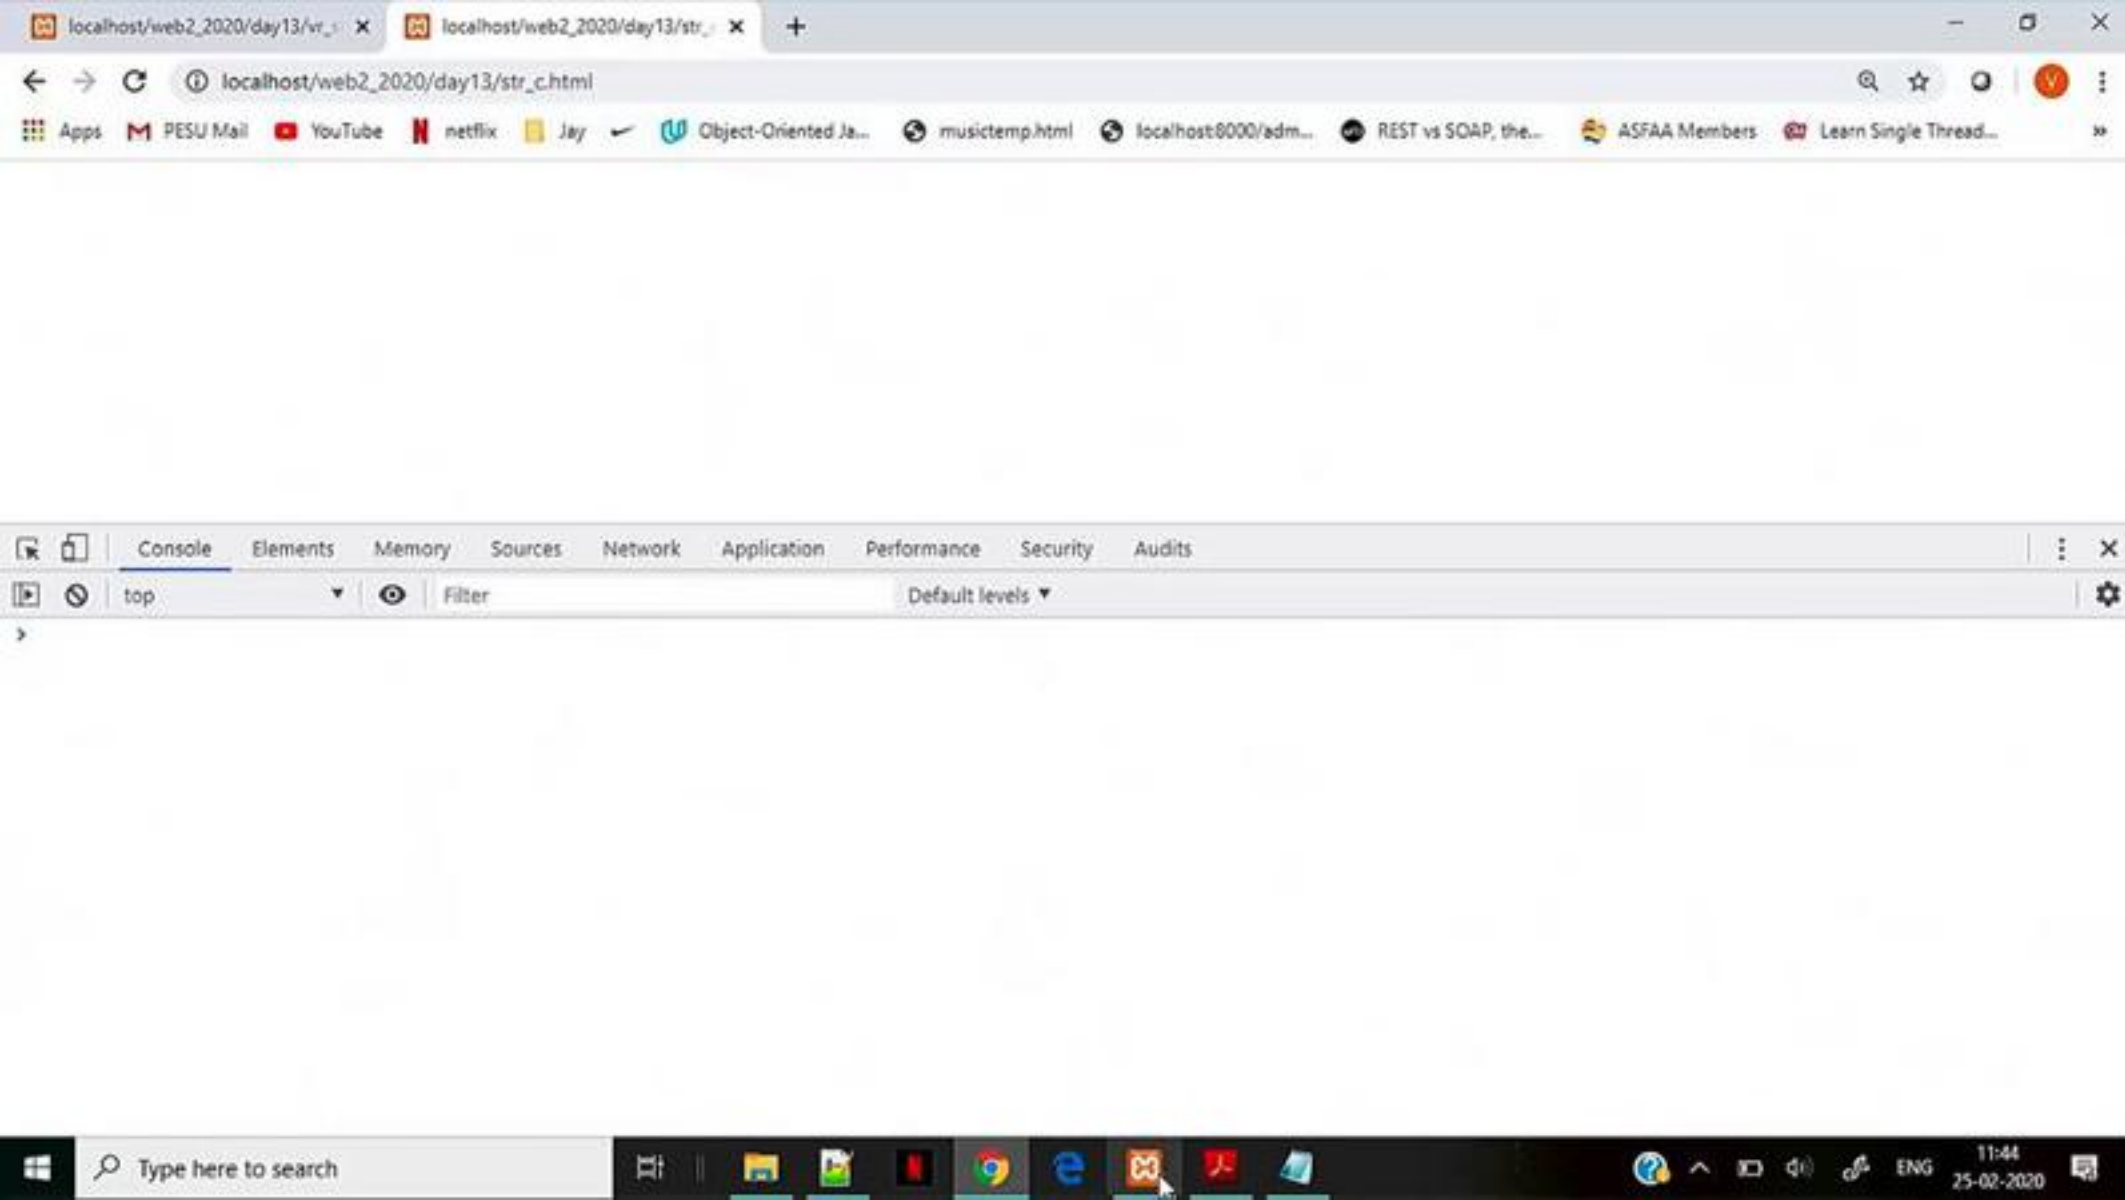 localhost/web2_2020/day13/vr_ localhost/web2_2020/day13/str_
localhost/web2_2020/day13/str_c.html
Apps PESU Mail YouTube netflix Jay Object-Oriented Ja... musictemp.html localhost:8000/adm... REST vs SOAP, the... ASFAA Members Learn Single Thread... »
Console Elements Memory Sources Network Application Performance Security Audits
top Filter Default levels
Type here to search ENG 11:44
25-02-2020